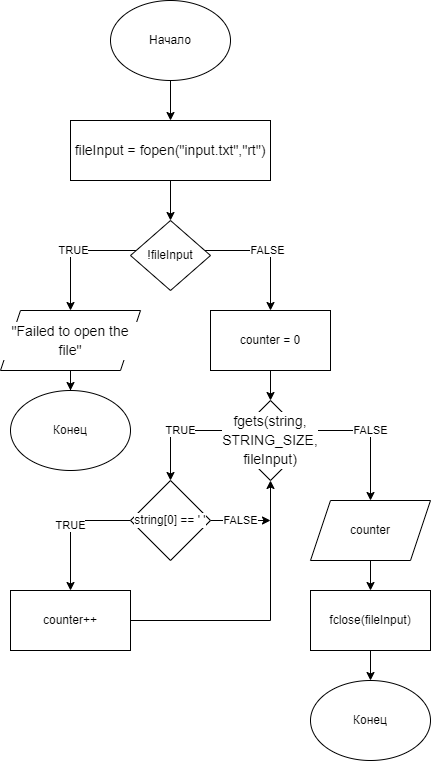 Начало
fileInput = fopen("input.txt","rt")
!fileInput
TRUE
FALSE
"Failed to open the
file"
counter = 0
Конец
fgets(string,
STRING_SIZE,
fileInput)
TRUE
FALSE
string[0] == ' '
TRUE
FALSE
counter
counter++
fclose(fileInput)
Конец